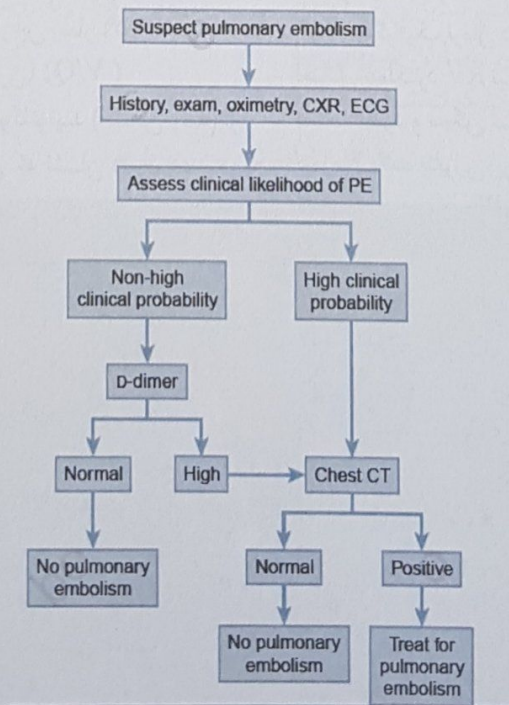 Suspect pulmonary embolism
History, exam, oximetry, CXR, ECG
Assess clinical likelihood of PE
Non-high
clinical probability
High clinical
probability
D-dimer
Normal
High
Chest CT
No pulmonary
embolism
Normal
Positive
No pulmonary
embolism
Treat for
pulmonary
embolism